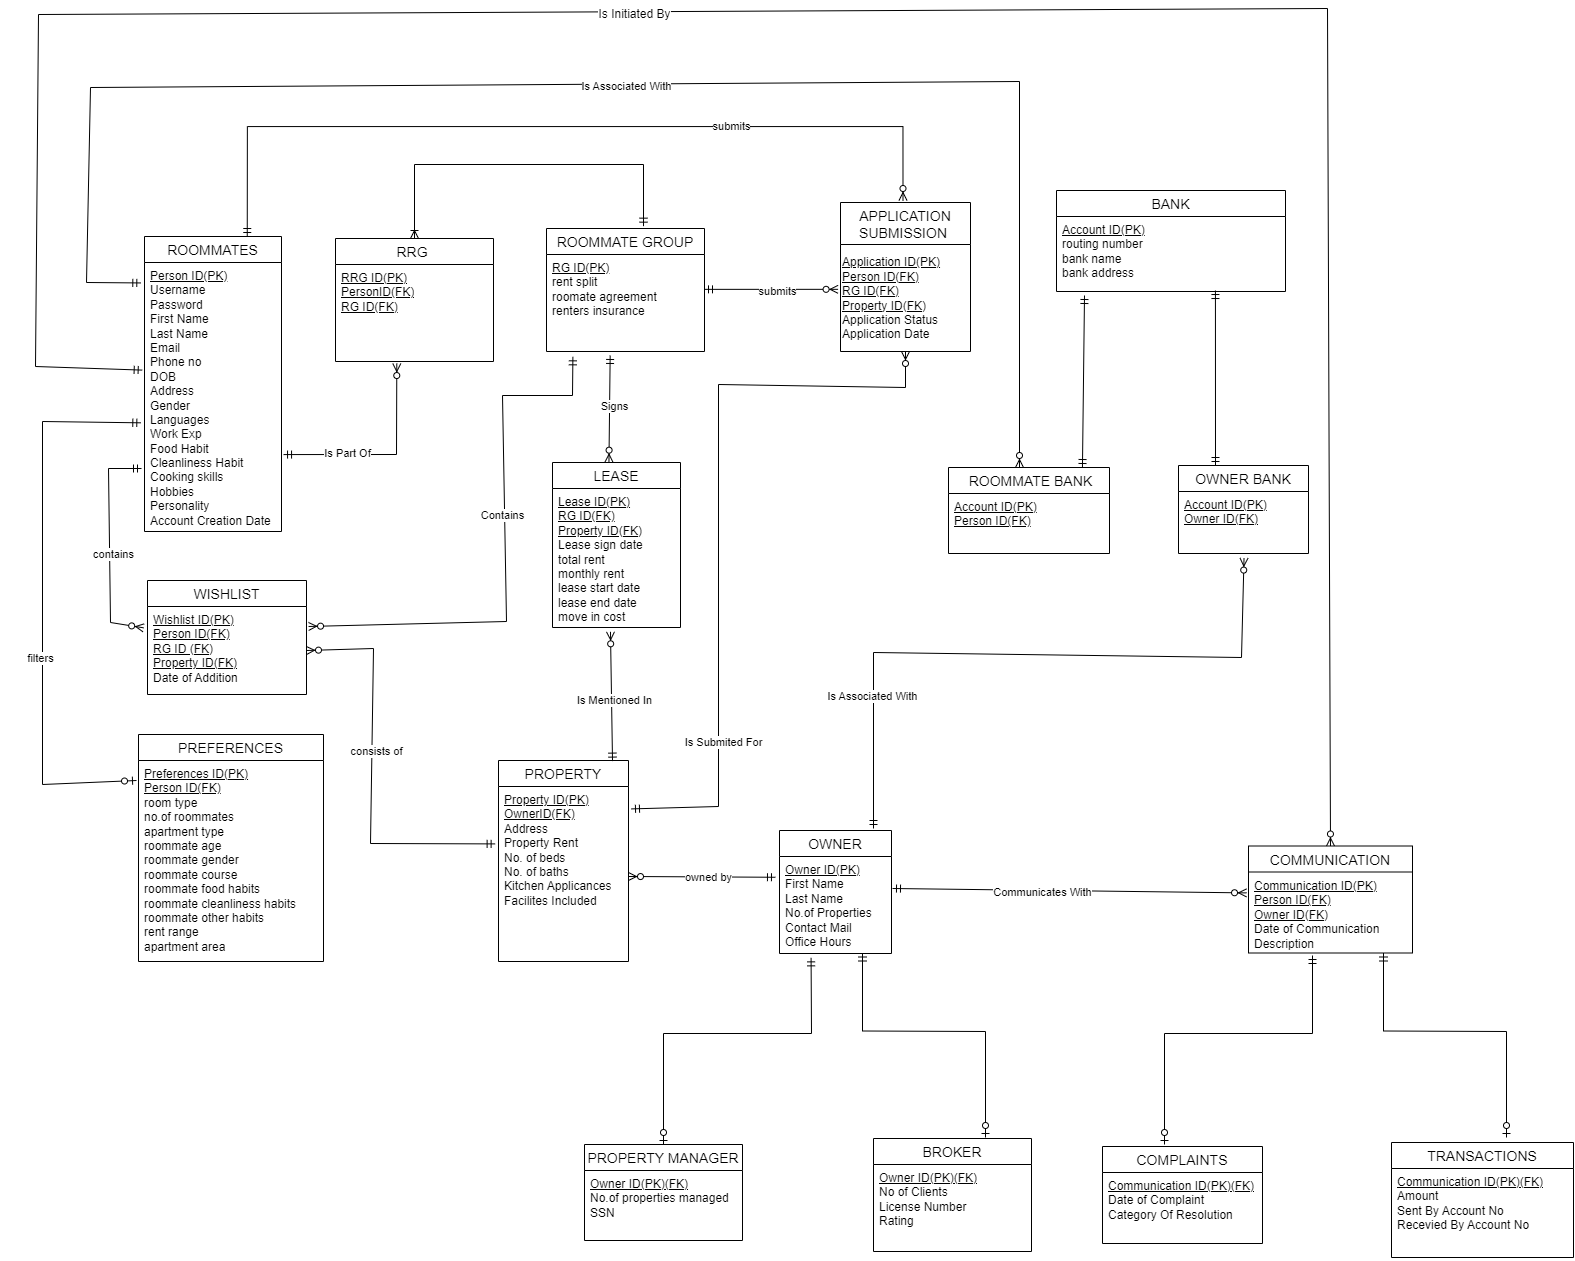 Is Initiated By
Is Associated With
submits
ROOMMATES
Person ID(PK)
Username
Password
First Name
Last Name
Email
Phone no
DOB
Address
Gender
Languages
Work Exp
Food Habit
Cleanliness Habit
Cooking skills
Hobbies
Personality
Account Creation Date
RRG
RRG ID(PK)
PersonID(FK)
RG ID(FK)
Is Part Of
ROOMMATE GROUP
RG ID(PK)
rent split
roomate agreement
renters insurance
submits
APPLICATION
SUBMISSION
Application ID(PK)
Person ID(FK)
RG ID(FK)
Property ID(FK)
Application Status
Application Date
BANK
Account ID(PK)
routing number
bank name
bank address
Signs
Contains
LEASE
Lease ID(PK)
RG ID(FK)
Property ID(FK)
Lease sign date
total rent
monthly rent
lease start date
lease end date
move in cost
ROOMMATE BANK
Account ID(PK)
Person ID(FK)
OWNER BANK
Account ID(PK)
Owner ID(FK)
contains
WISHLIST
Wishlist ID(PK)
Person ID(FK)
RG ID (FK)
Property ID(FK)
Date of Addition
filters
Is Mentioned In
Is Associated With
Is Submited For
consists of
PREFERENCES
Preferences ID(PK)
Person ID(FK)
room type
no.of roommates
apartment type
roommate age
roommate gender
roommate course
roommate food habits
roommate cleanliness habits
roommate other habits
rent range
apartment area
PROPERTY
Property ID(PK)
OwnerID(FK)
Address
Property Rent
No. of beds
No. of baths
Kitchen Applicances
Facilites Included
owned by
OWNER
Owner ID(PK)
First Name
Last Name
No.of Properties
Contact Mail
Office Hours
Communicates With
COMMUNICATION
Communication ID(PK)
Person ID(FK)
Owner ID(FK)
Date of Communication
Description
PROPERTY MANAGER
Owner ID(PK)(FK)
No.of properties managed
SSN
BROKER
Owner ID(PK)(FK)
No of Clients
License Number
Rating
COMPLAINTS
Communication ID(PK)(FK)
Date of Complaint
Category Of Resolution
TRANSACTIONS
Communication ID(PK)(FK)
Amount
Sent By Account No
Recevied By Account No